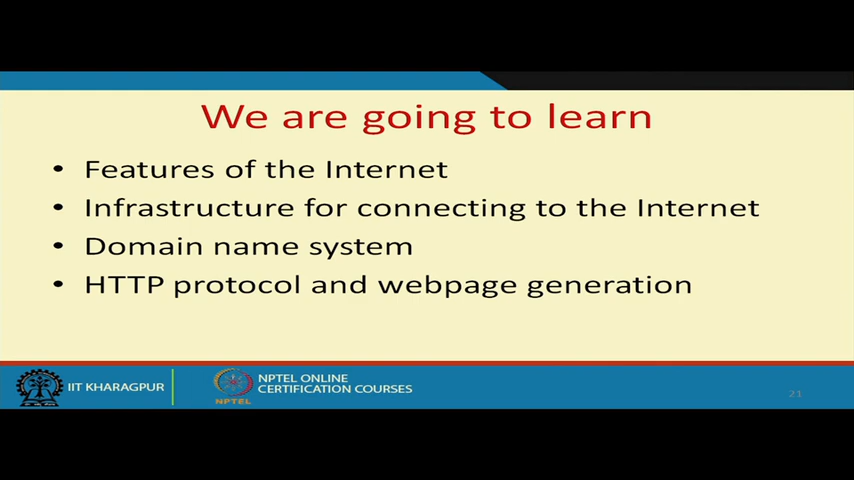 We are going to learn
• Features of the Internet
• Infrastructure for connecting to the Internet
• Domain name system
• HTTP protocol and webpage generation
IIT KHARAGPUR
NPTEL
NPTEL ONLINE
CERTIFICATION COURSES
21